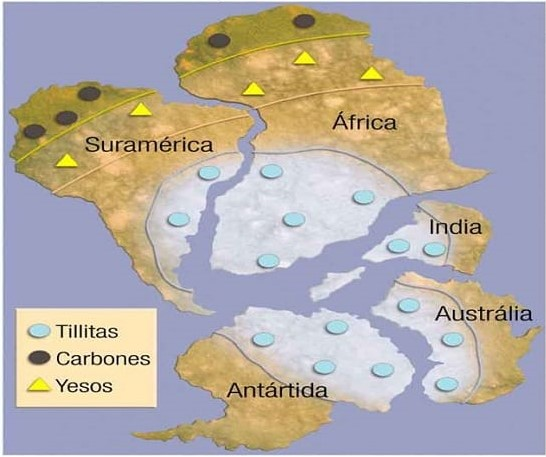 África
Suramérica
India
Austrália
Antártida
Tillitas
Carbones
Yesos